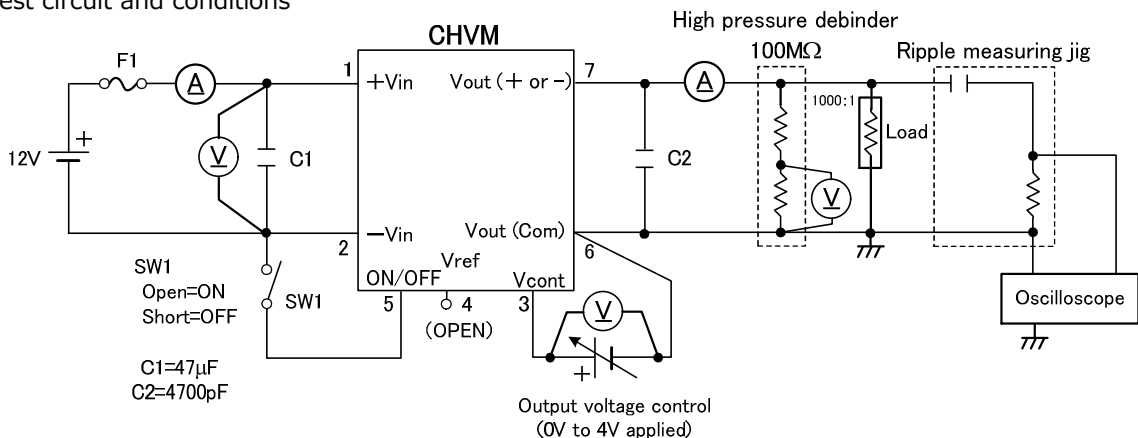 est circuit and conditions
High pressure debinder
100MΩ
Ripple measuring jig
CHVM
F1
A
1
+Vin
Vout (+ or -)
7
A
1000:1
Load
12V
+
V
C1
C2
V
2
−Vin
Vout (Com)
6
ON/OFF
Vref
Vcont
5
4
3
(OPEN)
SW1
Open=ON
Short=OFF
SW1
V
+
Oscilloscope
C1=47μF
C2=4700pF
Output voltage control
(0V to 4V applied)